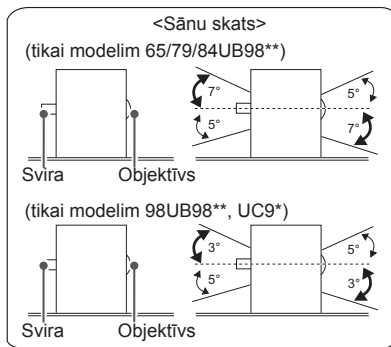 <Sānu skats>
(tikai modelim 65/79/84UB98**)
7°
5°
5°
7°
Svira
Objektīvs
(tikai modelim 98UB98**, UC9*)
3°
5°
5°
3°
Svira
Objektīvs